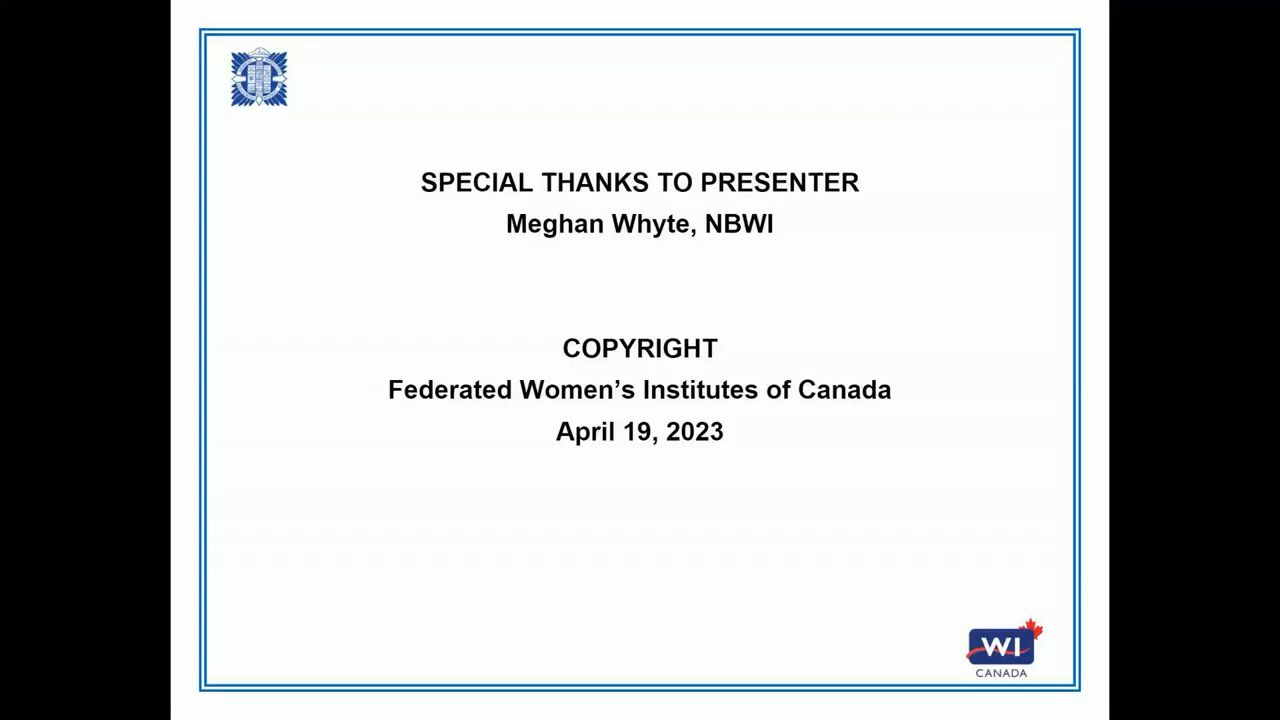 SPECIAL THANKS TO PRESENTER
Meghan Whyte, NBWI
COPYRIGHT
Federated Women’s Institutes of Canada
April 19, 2023
WI
CANADA